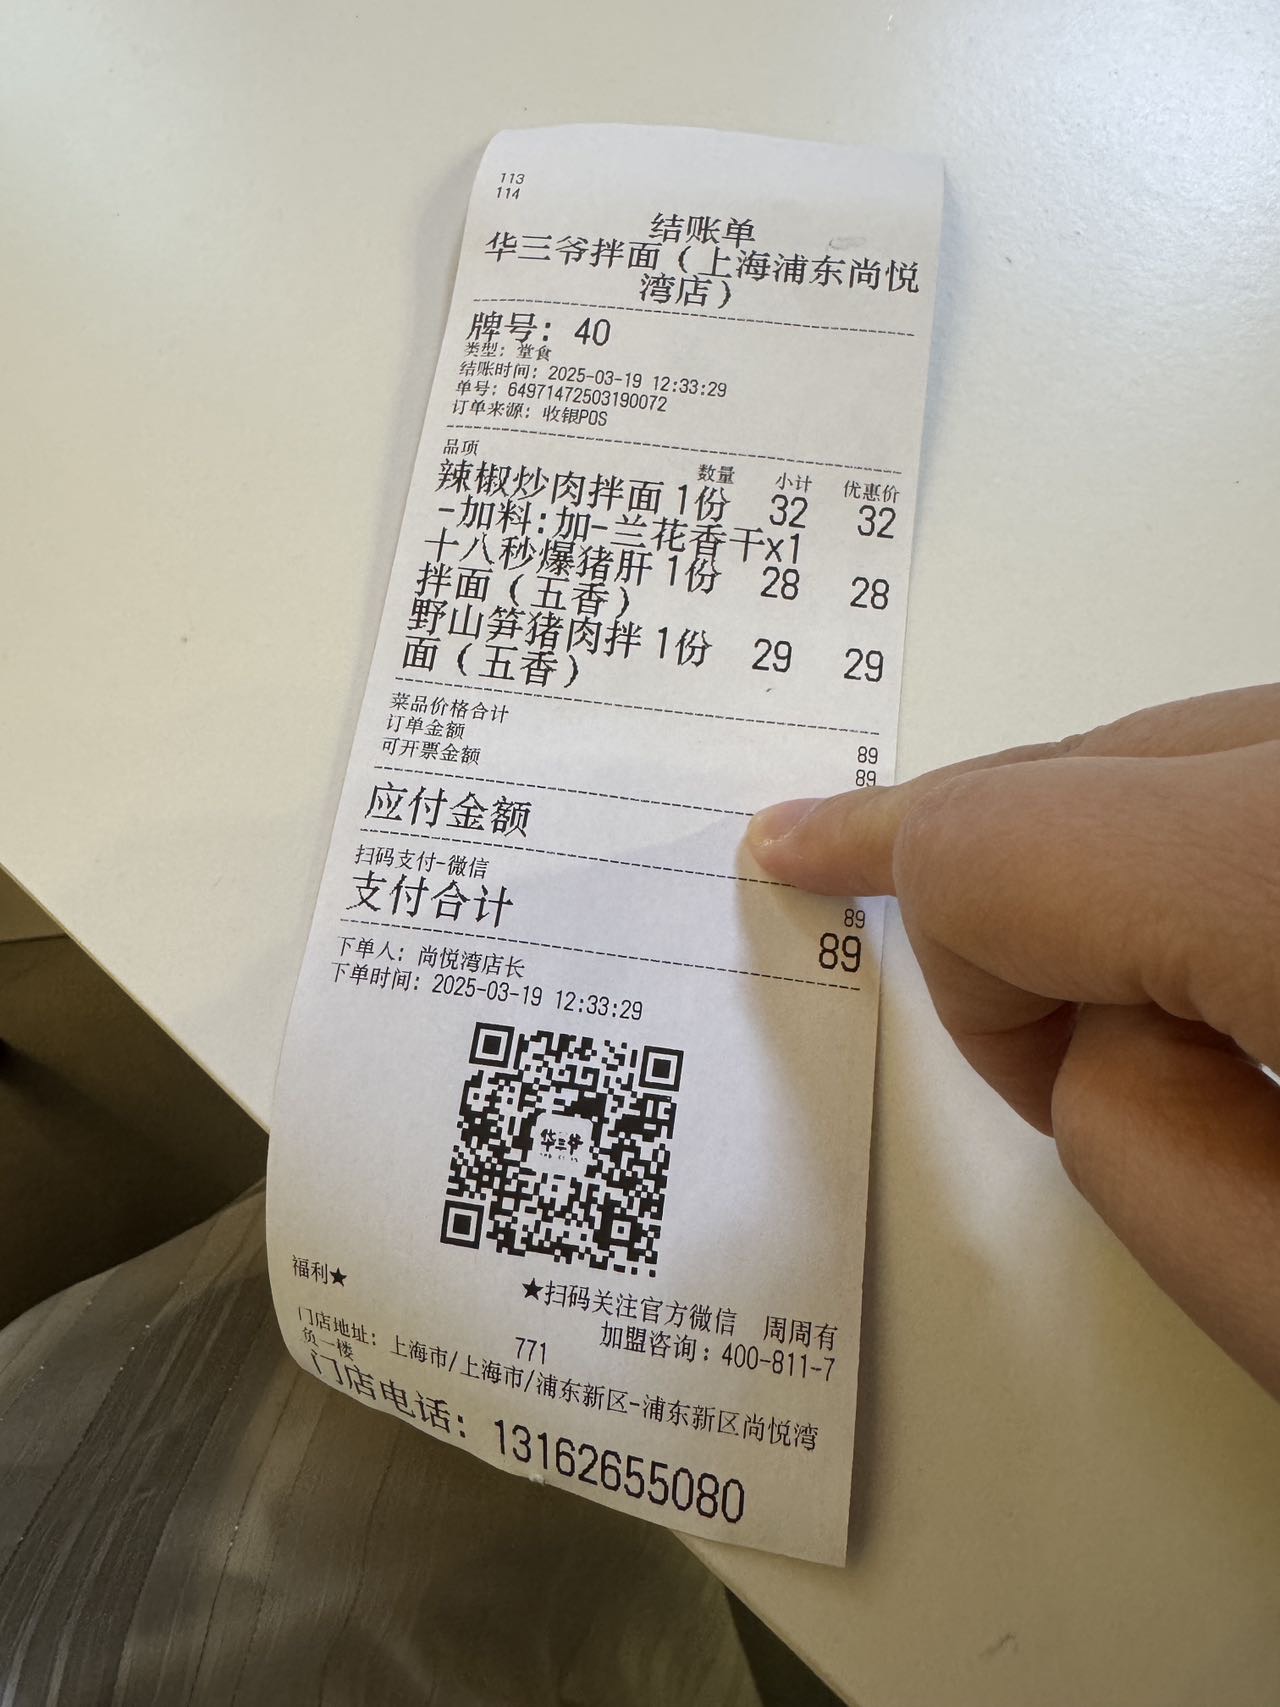 113
114
结账单
华三爷拌面（上海浦东尚悦
湾店）
牌号：40
类型：堂食
结账时间：2025-03-19 12:33:29
单号：64971472503190072
订单来源：收银POS
品项 数量 小计 优惠价
辣椒炒肉拌面 1份 32 32
-加料:加-兰花香干x1
十八秒爆猪肝 1份 28 28
拌面（五香）
野山笋猪肉拌 1份 29 29
面（五香）
菜品价格合计 89
订单金额 89
可开票金额
应付金额
扫码支付-微信 89
支付合计 89
下单人：尚悦湾店长
下单时间：2025-03-19 12:33:29
华三爷
★扫码关注官方微信 周周有
福利★
加盟咨询：400-811-7
771
门店地址：上海市/上海市/浦东新区-浦东新区尚悦湾
负一楼
门店电话：13162655080